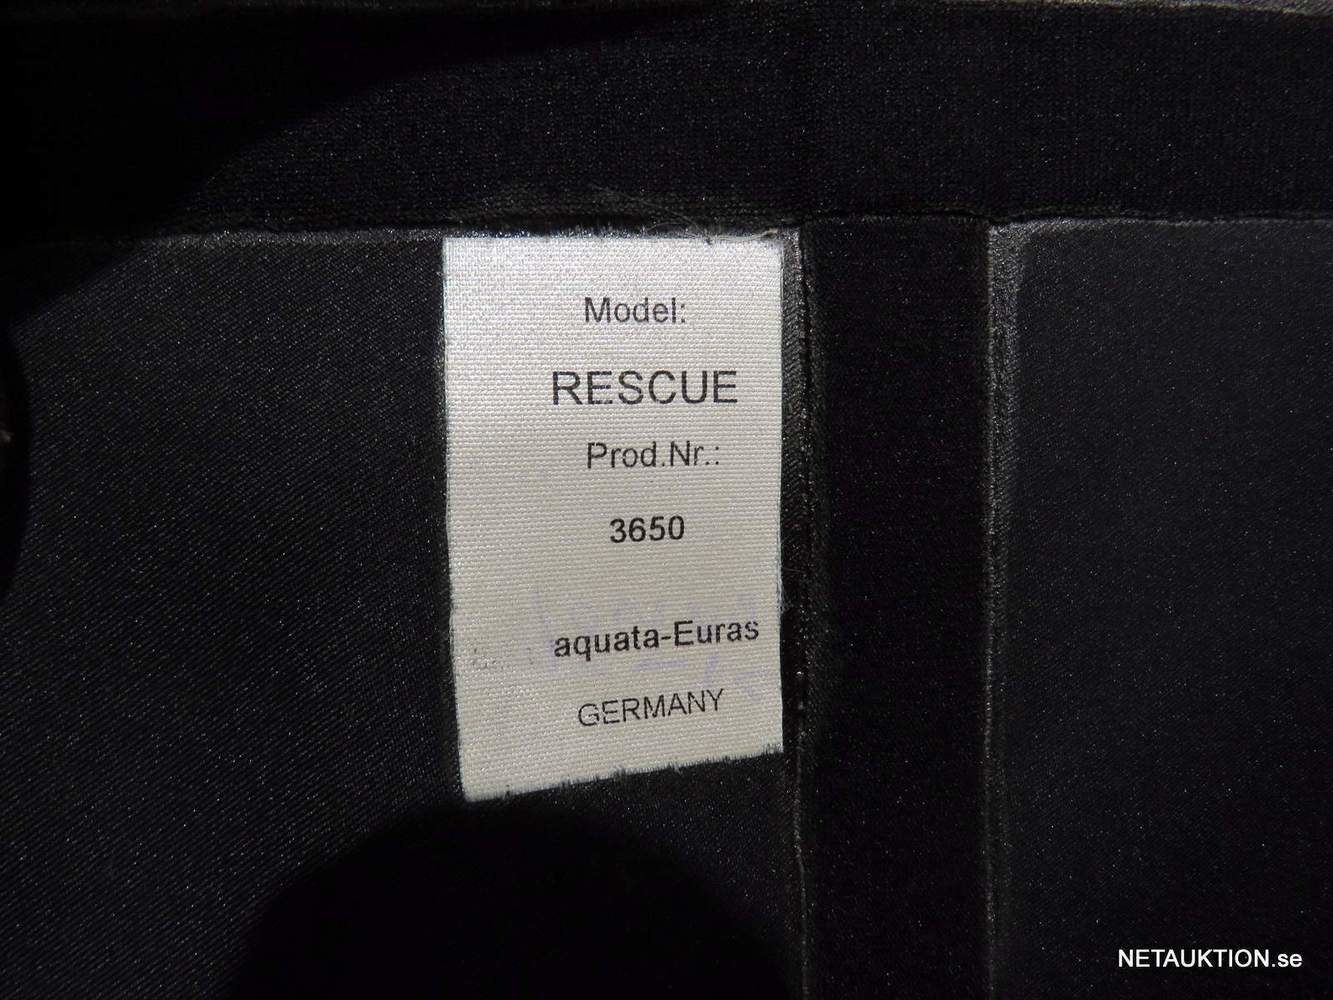 Model:
RESCUE
Prod.Nr.:
3650
aquata-Euras
GERMANY
NETAUKTION.se